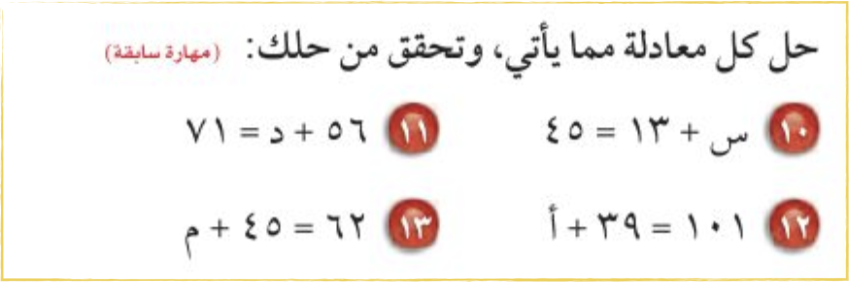 حل كل معادلة مما يأتي، وتحقق من حلك: (مهارة سابقة)
١٠ س + ١٣ = ٤٥ ١١ ٥٦ + د = ٧١
١٢ ١٠١ = ٣٩ + أ ١٣ ٦٢ = ٤٥ + م